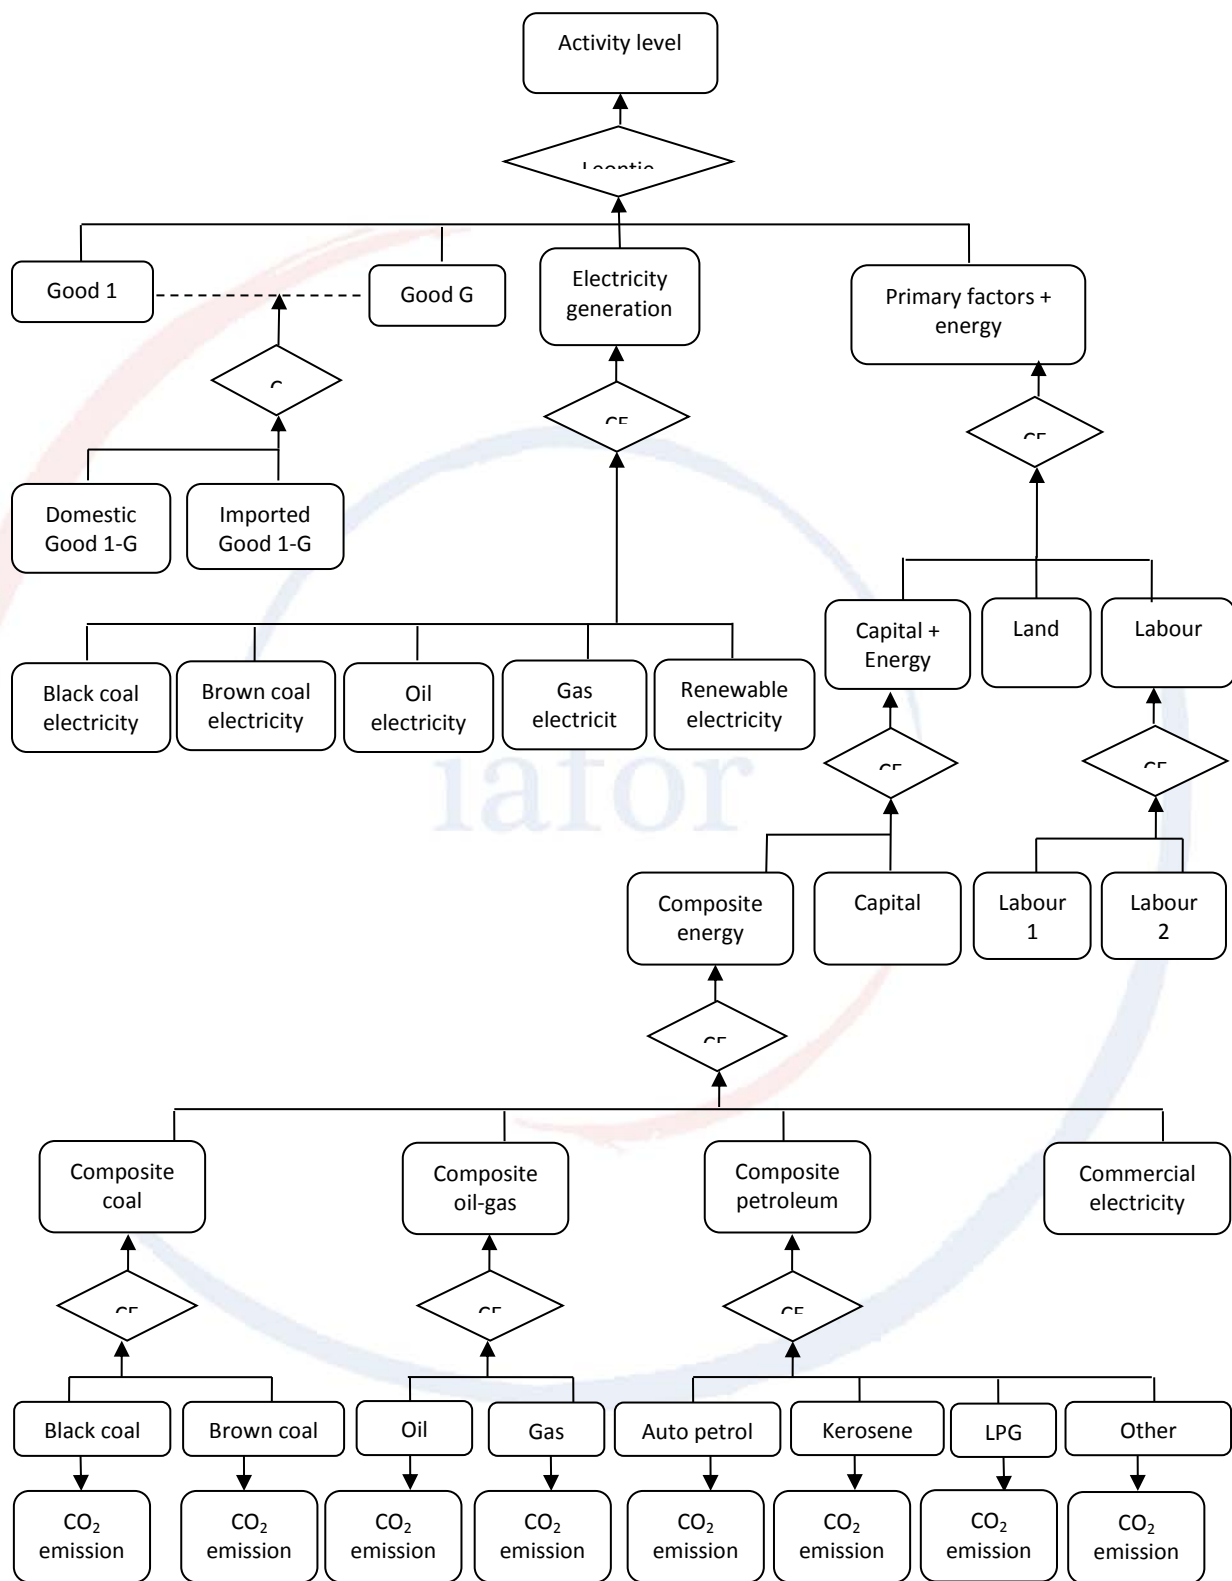 Activity level
Good 1
Good G
Electricity
generation
Primary factors +
energy
Domestic
Good 1-G
Imported
Good 1-G
Capital +
Energy
Land
Labour
Black coal
electricity
Brown coal
electricity
Oil
electricity
Gas
electricit
Renewable
electricity
iafor
Composite
energy
Capital
Labour
1
Labour
2
Composite
coal
Composite
oil-gas
Composite
petroleum
Commercial
electricity
Black coal
Brown coal
Oil
Gas
Auto petrol
Kerosene
LPG
Other
CO₂
emission
CO₂
emission
CO₂
emission
CO₂
emission
CO₂
emission
CO₂
emission
CO₂
emission
CO₂
emission